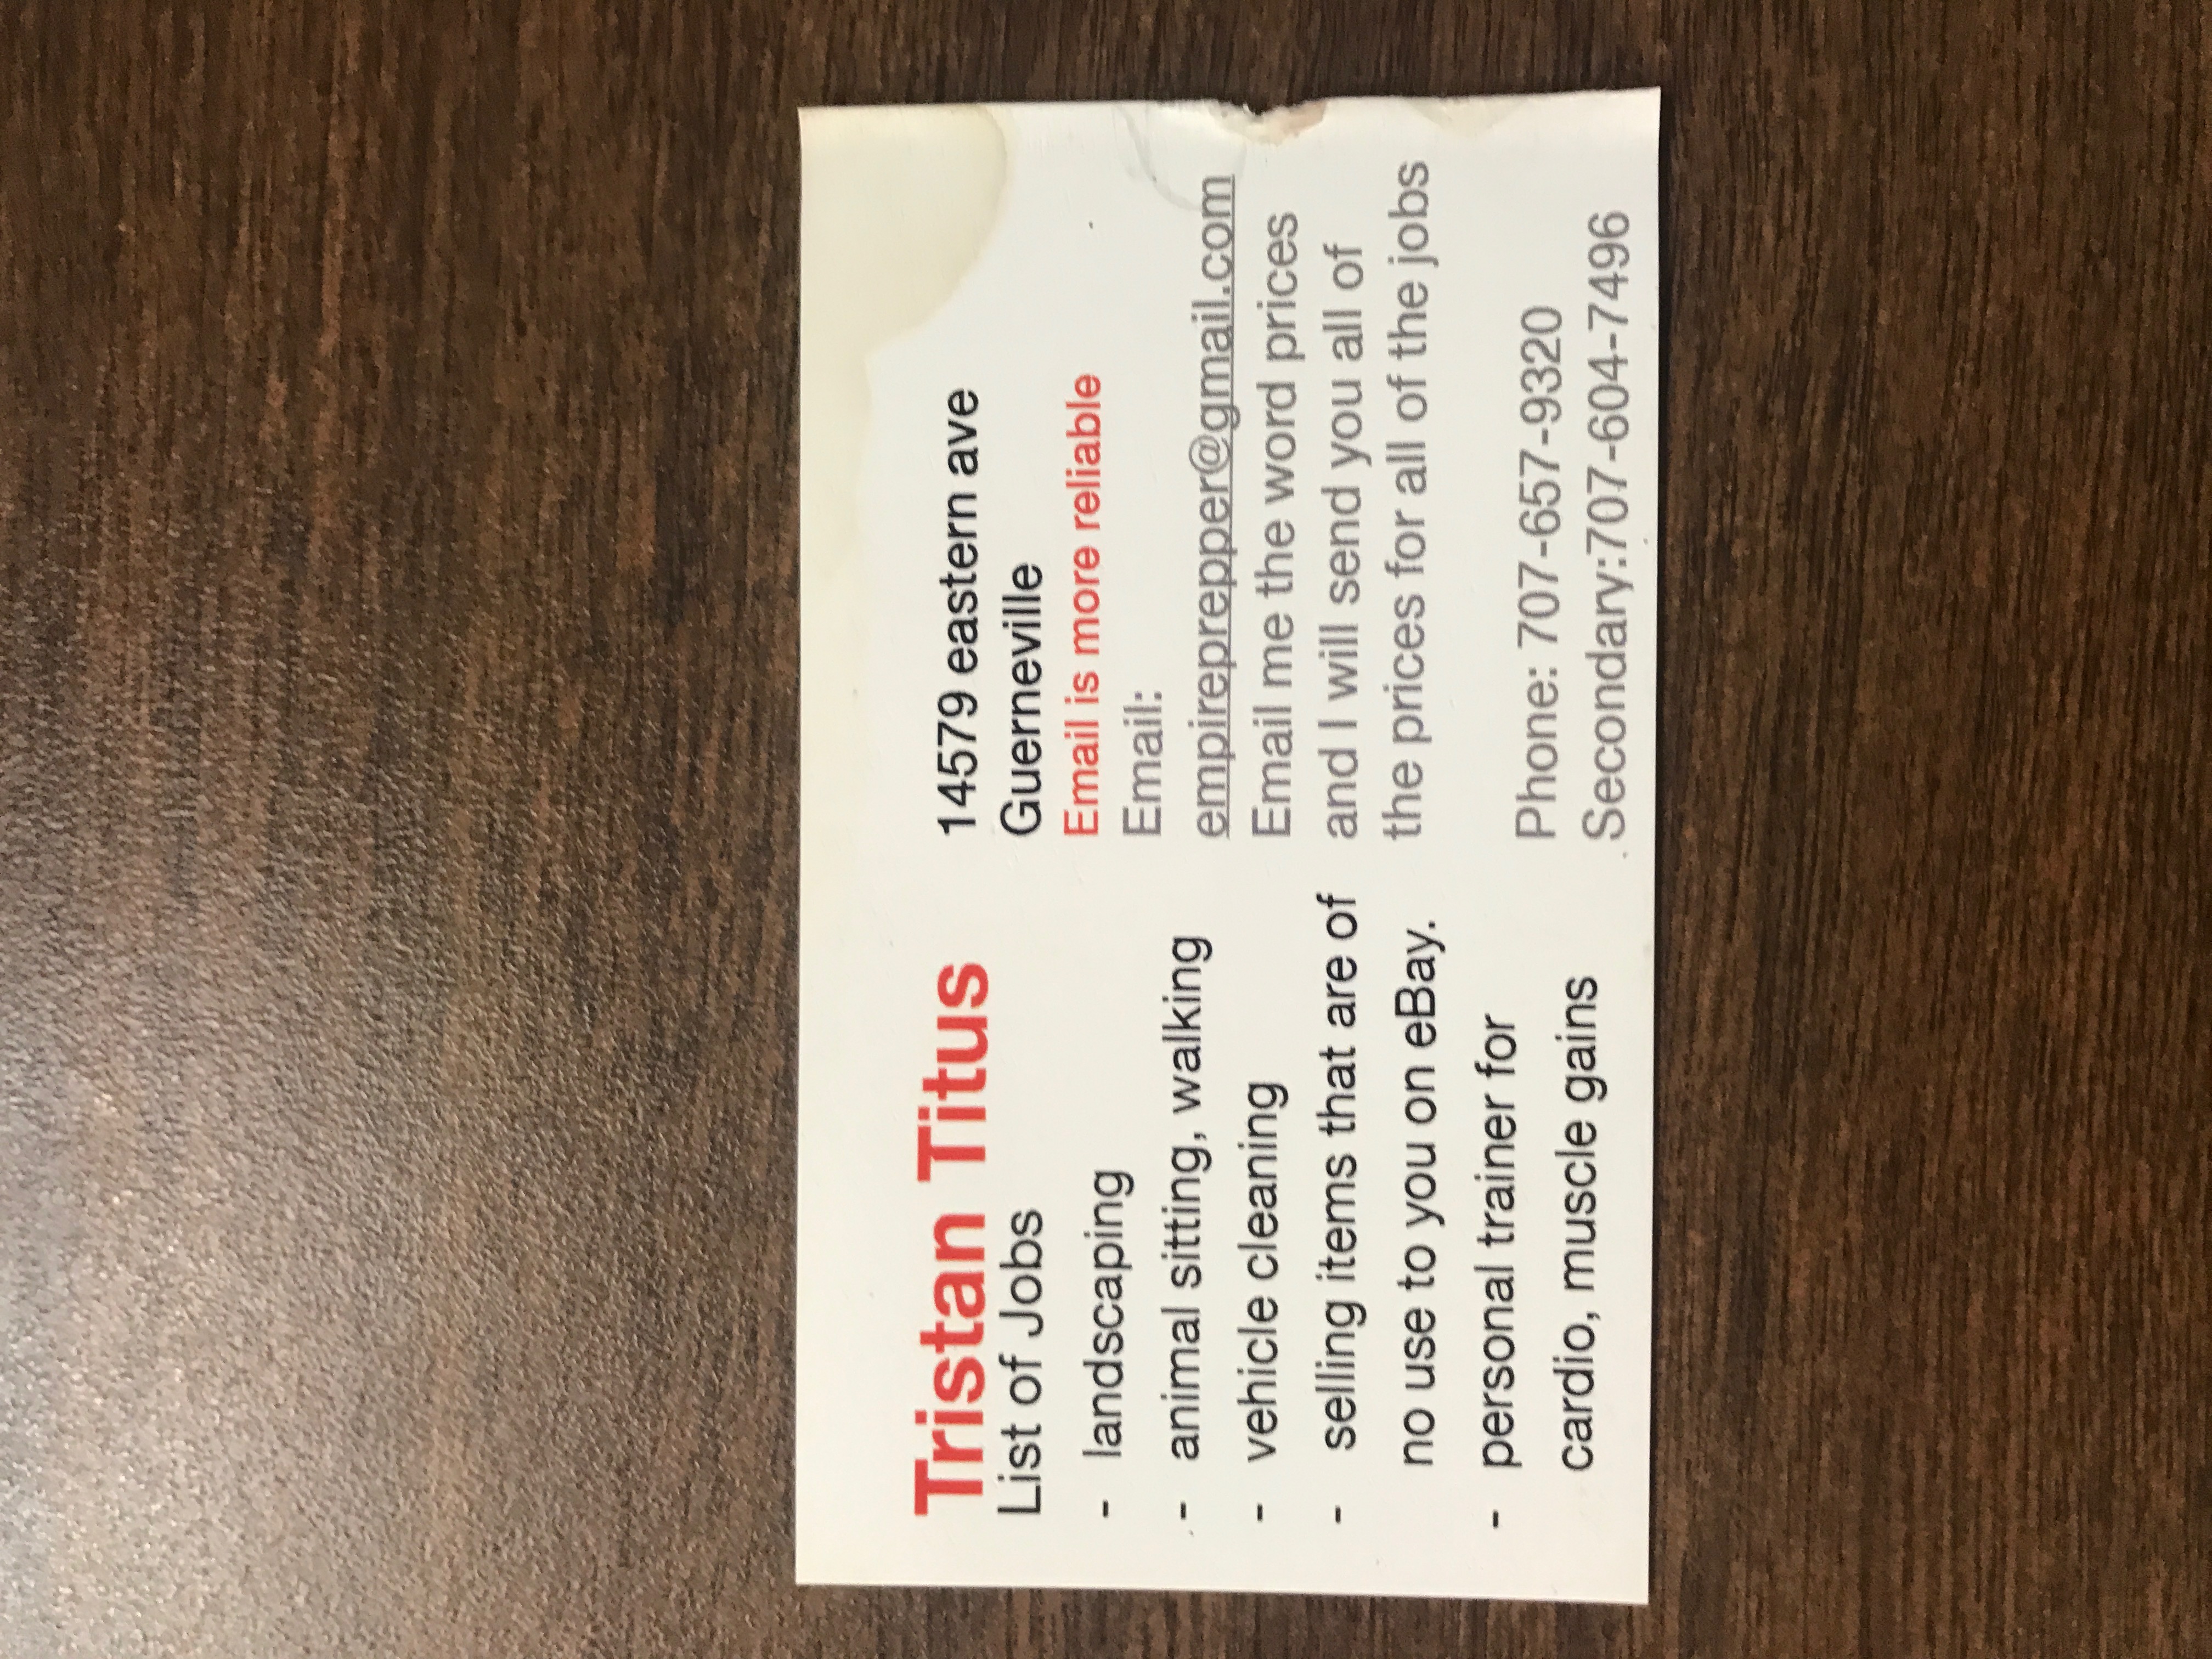 Tristan Titus
List of Jobs
- landscaping
- animal sitting, walking
- vehicle cleaning
- selling items that are of
no use to you on eBay.
- personal trainer for
cardio, muscle gains
14579 eastern ave
Guerneville
Email is more reliable
Email:
empireprepper@gmail.com
Email me the word prices
and I will send you all of
the prices for all of the jobs
Phone: 707-657-9320
Secondary:707-604-7496